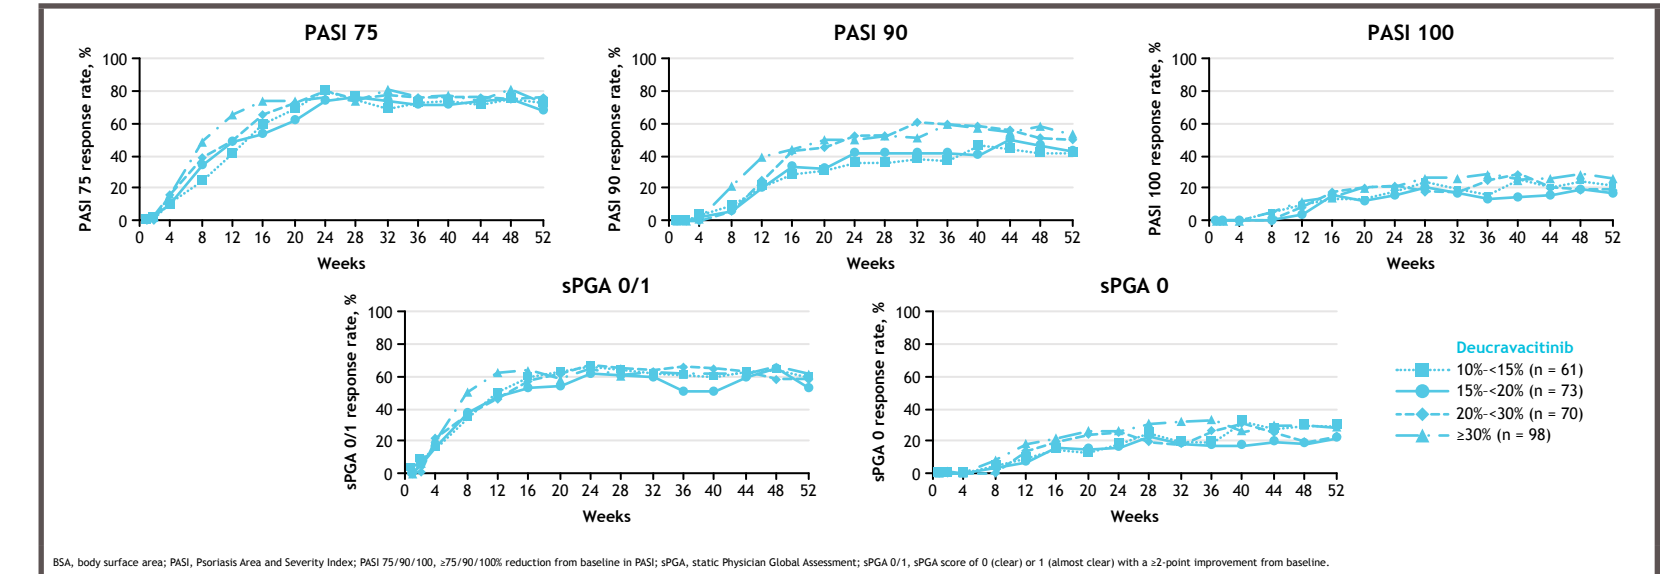 PASI 75
PASI 75 response rate, %
100
80
60
40
20
0
0 4 8 12 16 20 24 28 32 36 40 44 48 52
Weeks
PASI 90
PASI 90 response rate, %
100
80
60
40
20
0
0 4 8 12 16 20 24 28 32 36 40 44 48 52
Weeks
PASI 100
PASI 100 response rate, %
100
80
60
40
20
0
0 4 8 12 16 20 24 28 32 36 40 44 48 52
Weeks
sPGA 0/1
sPGA 0/1 response rate, %
100
80
60
40
20
0
0 4 8 12 16 20 24 28 32 36 40 44 48 52
Weeks
sPGA 0
sPGA 0 response rate, %
100
80
60
40
20
0
0 4 8 12 16 20 24 28 32 36 40 44 48 52
Weeks
Deucravacitinib
10%-<15% (n = 61)
15%-<20% (n = 73)
20%-<30% (n = 70)
≥30% (n = 98)
BSA, body surface area; PASI, Psoriasis Area and Severity Index; PASI 75/90/100, ≥75/90/100% reduction from baseline in PASI; sPGA, static Physician Global Assessment; sPGA 0/1, sPGA score of 0 (clear) or 1 (almost clear) with a ≥2-point improvement from baseline.